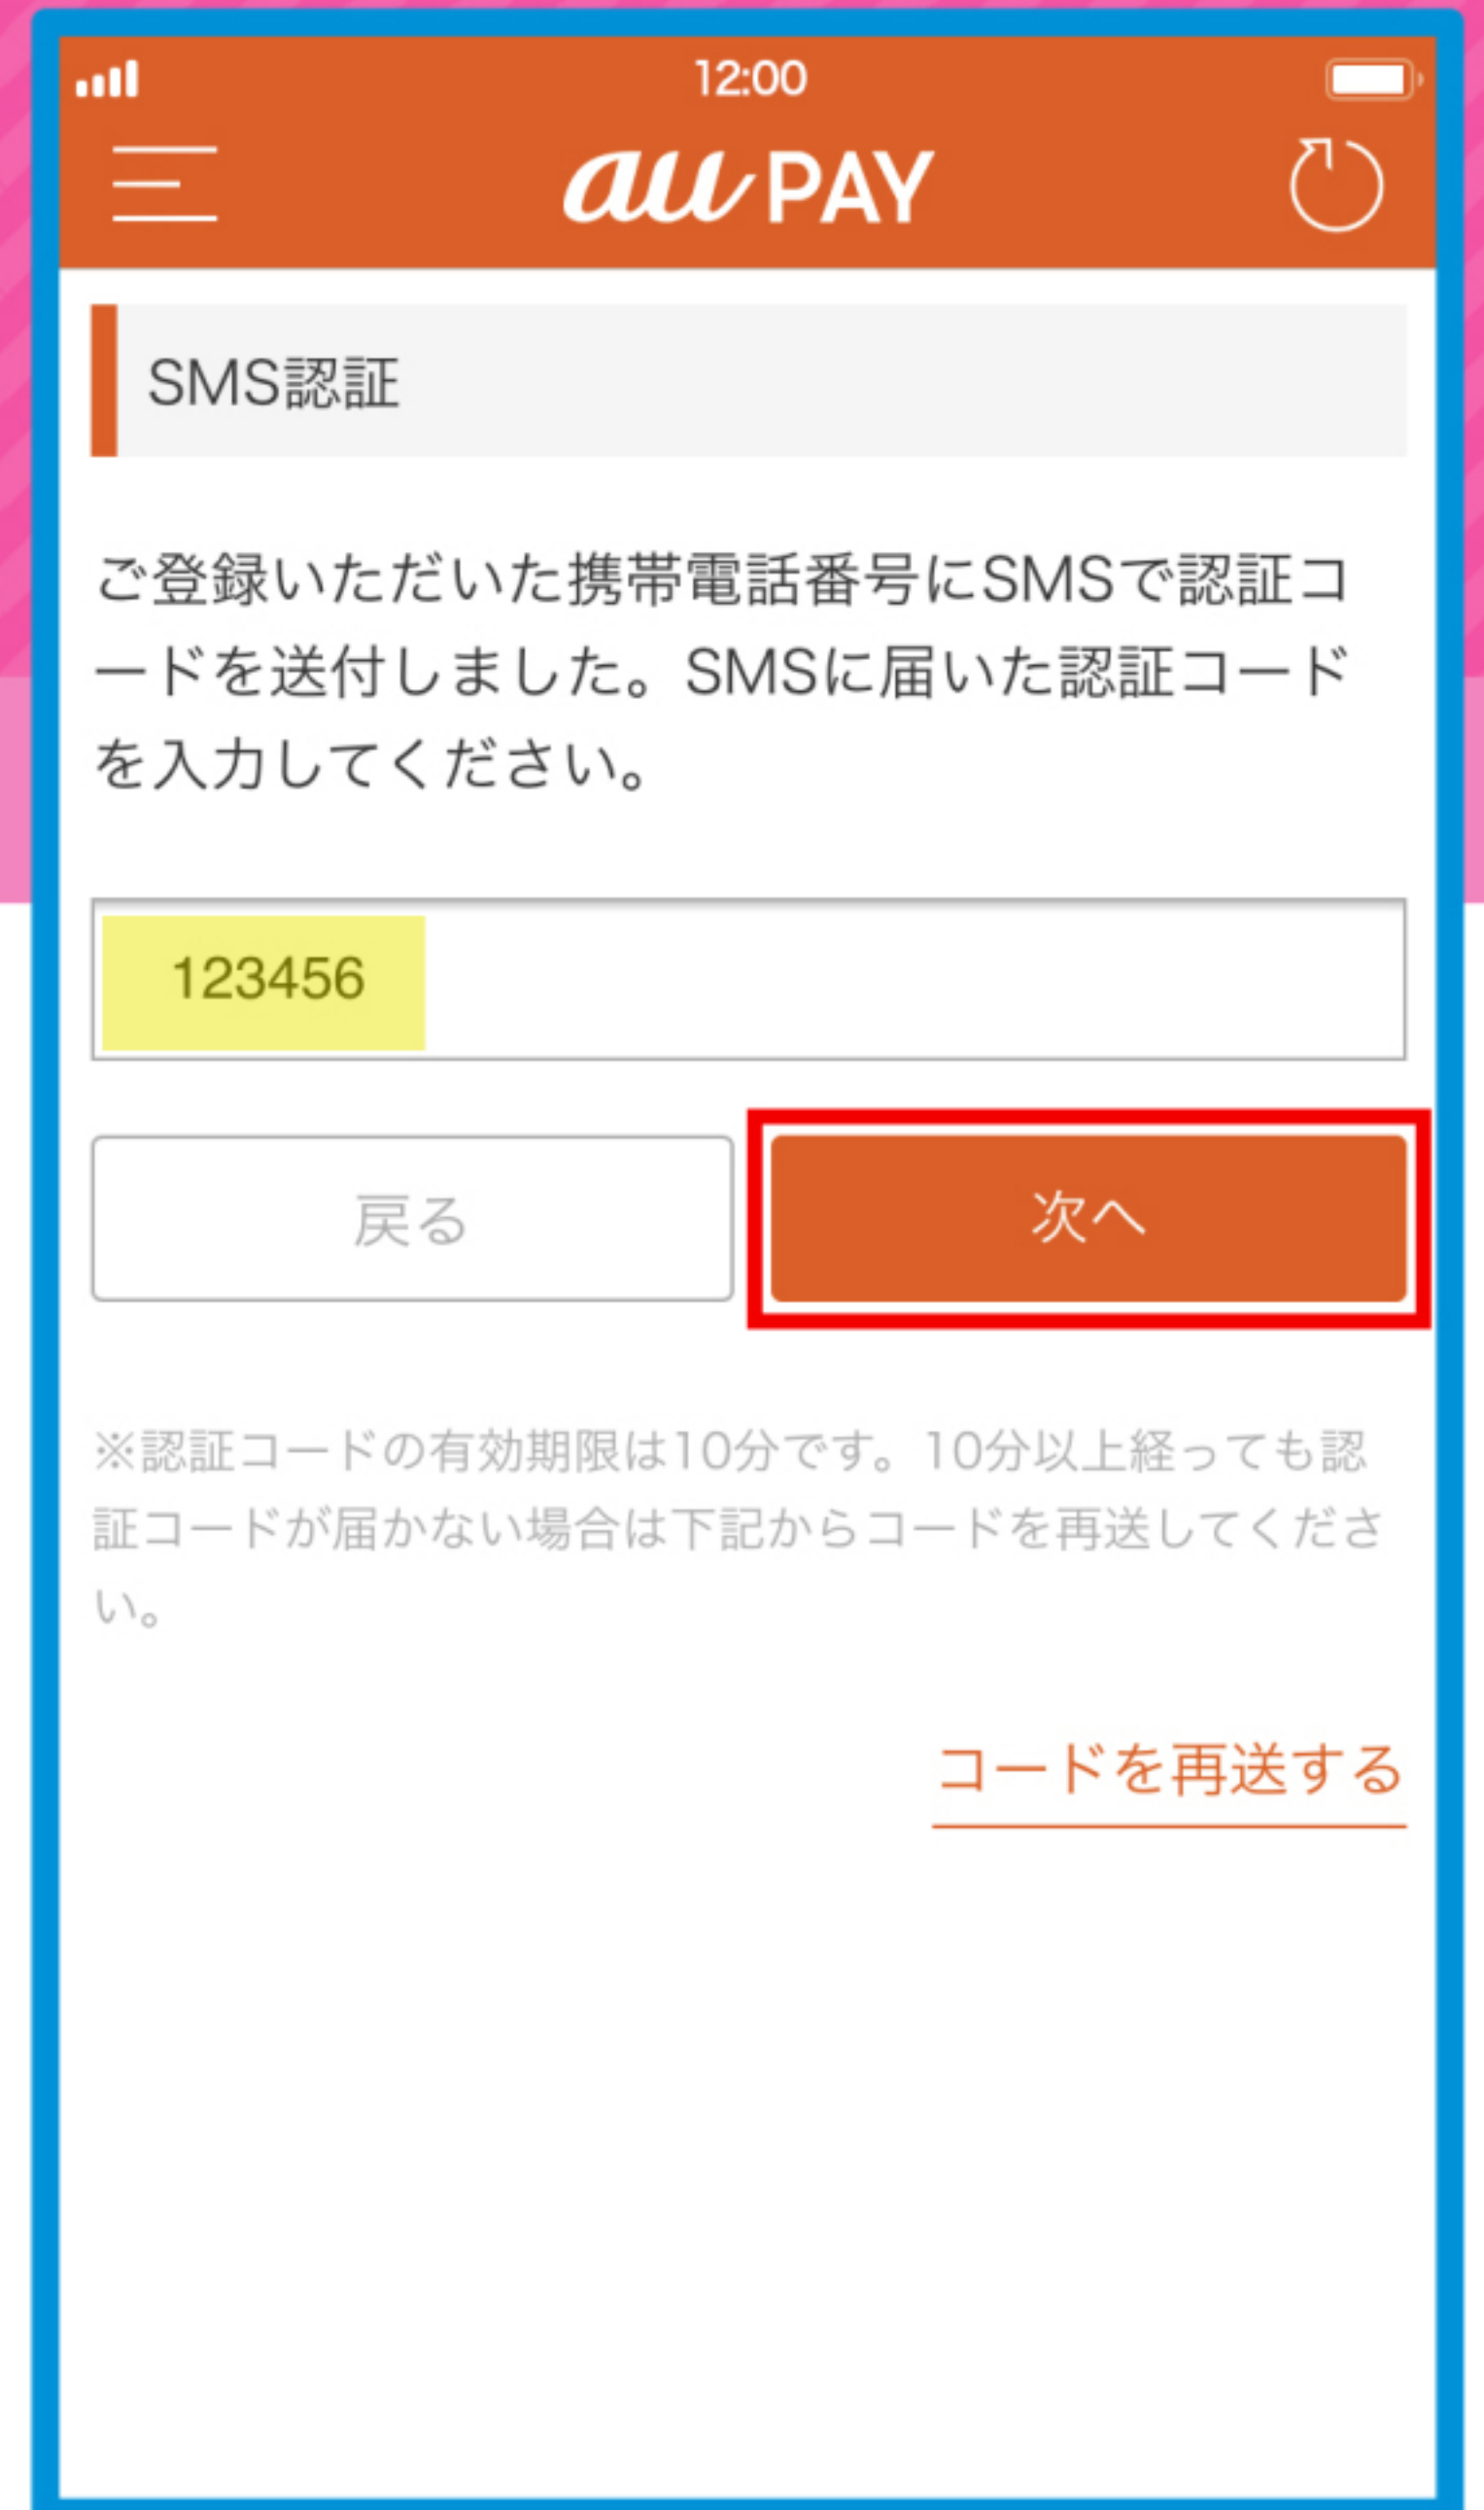 12:00
au PAY
SMS認証
ご登録いただいた携帯電話番号にSMSで認証コ
ードを送付しました。SMSに届いた認証コード
を入力してください。
123456
戻る 次へ
※認証コードの有効期限は10分です。10分以上経っても認
証コードが届かない場合は下記からコードを再送してくださ
い。
コードを再送する